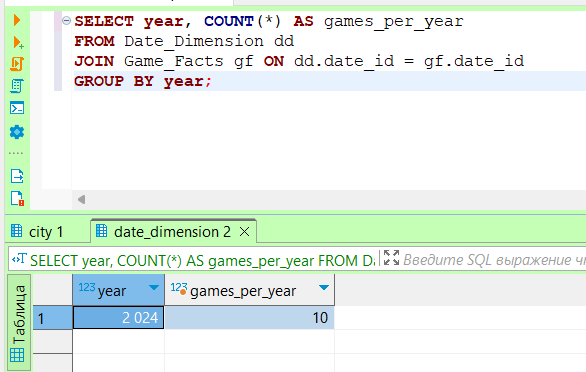 SELECT year, COUNT(*) AS games_per_year
FROM Date_Dimension dd
JOIN Game_Facts gf ON dd.date_id = gf.date_id
GROUP BY year;
city 1
date_dimension 2
SELECT year, COUNT(*) AS games_per_year FROM Da
Введите SQL выражение чт
Таблица
123 year
123 games_per_year
1
2 024
10